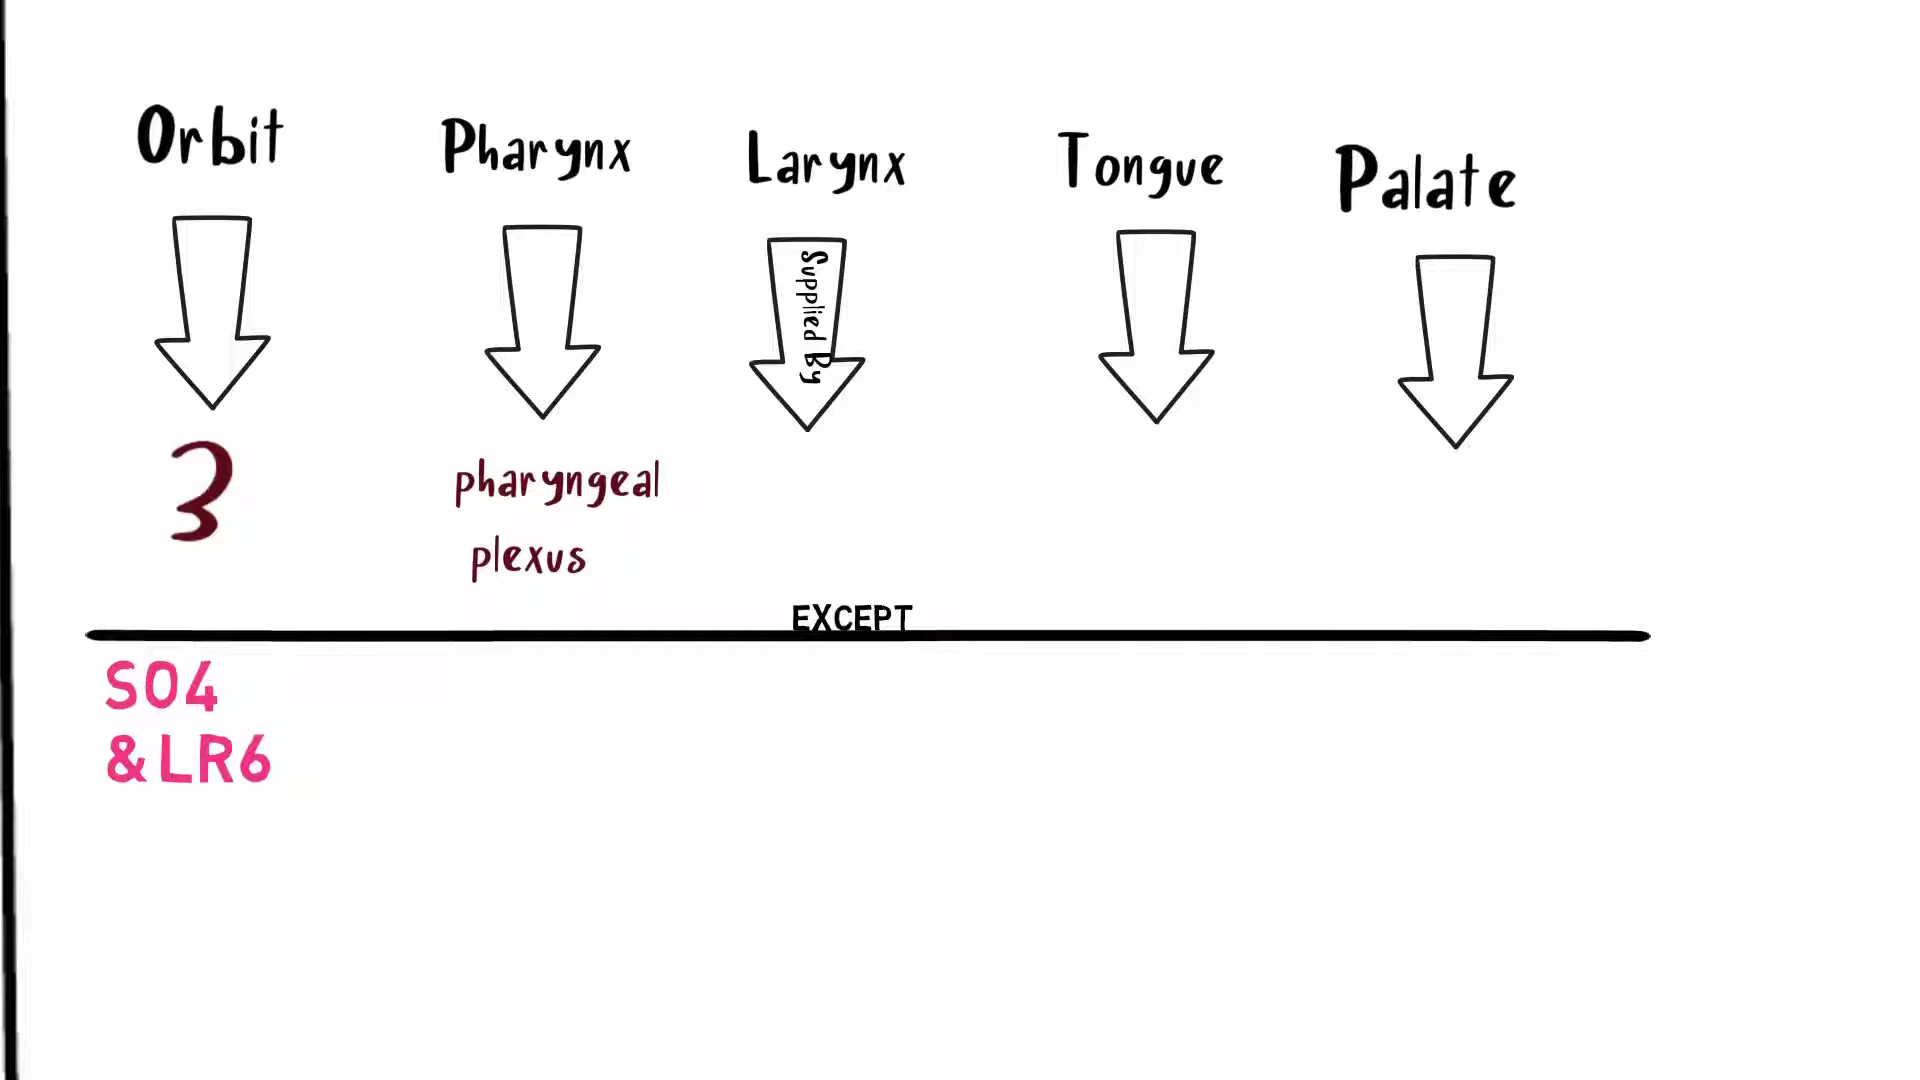 Orbit Pharynx Larynx Tongue Palate
Supplied By
3 pharyngeal
plexus
EXCEPT
SO4
&LR6